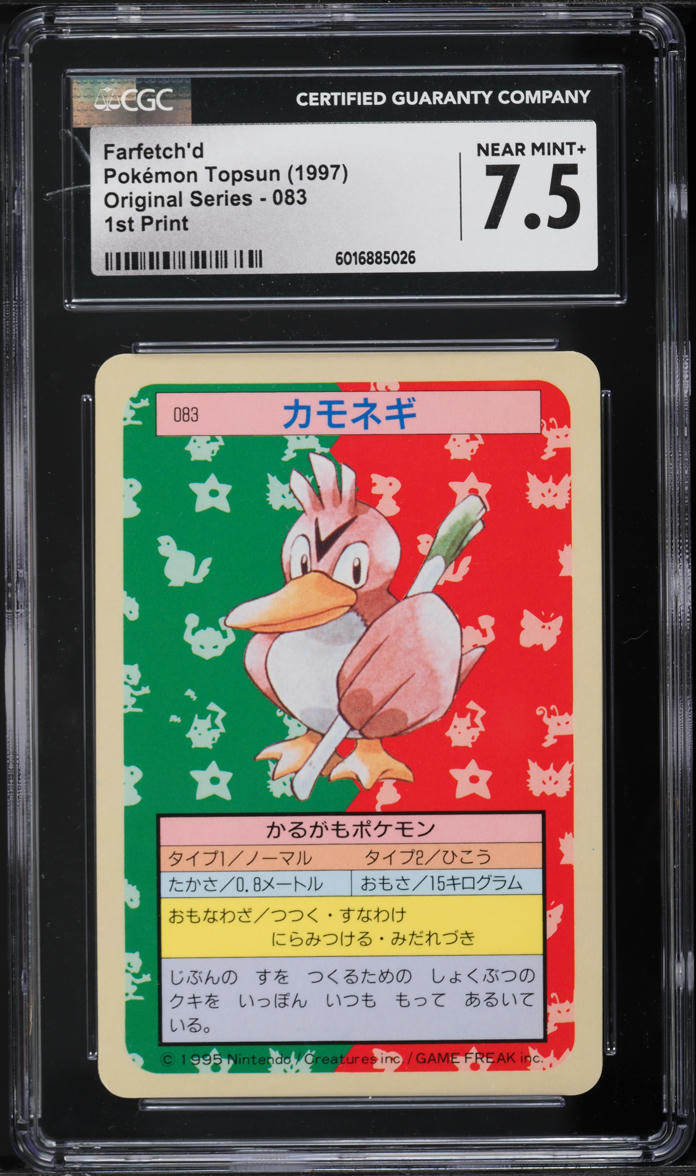 CGC
CERTIFIED GUARANTY COMPANY
Farfetch'd
Pokémon Topsun (1997)
Original Series - 083
1st Print
NEAR MINT+
7.5
6016885026
083
カモネギ
かるがもポケモン
タイプ1/ノーマル タイプ2/ひこう
たかさ/0.8メートル おもさ/15キログラム
おもなわざ/つつく・すなわけ
にらみつける・みだれづき
じぶんの すを つくるための しょくぶつの
クキを いっぽん いつも もって あるいて
いる。
© 1995 Nintendo / Creatures inc. / GAME FREAK inc.